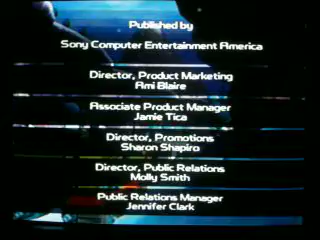 Published by
Sony Computer Entertainment America
Director, Product Marketing
Ami Blaire
Associate Product Manager
Jamie Tica
Director, Promotions
Sharon Shapiro
Director, Public Relations
Molly Smith
Public Relations Manager
Jennifer Clark